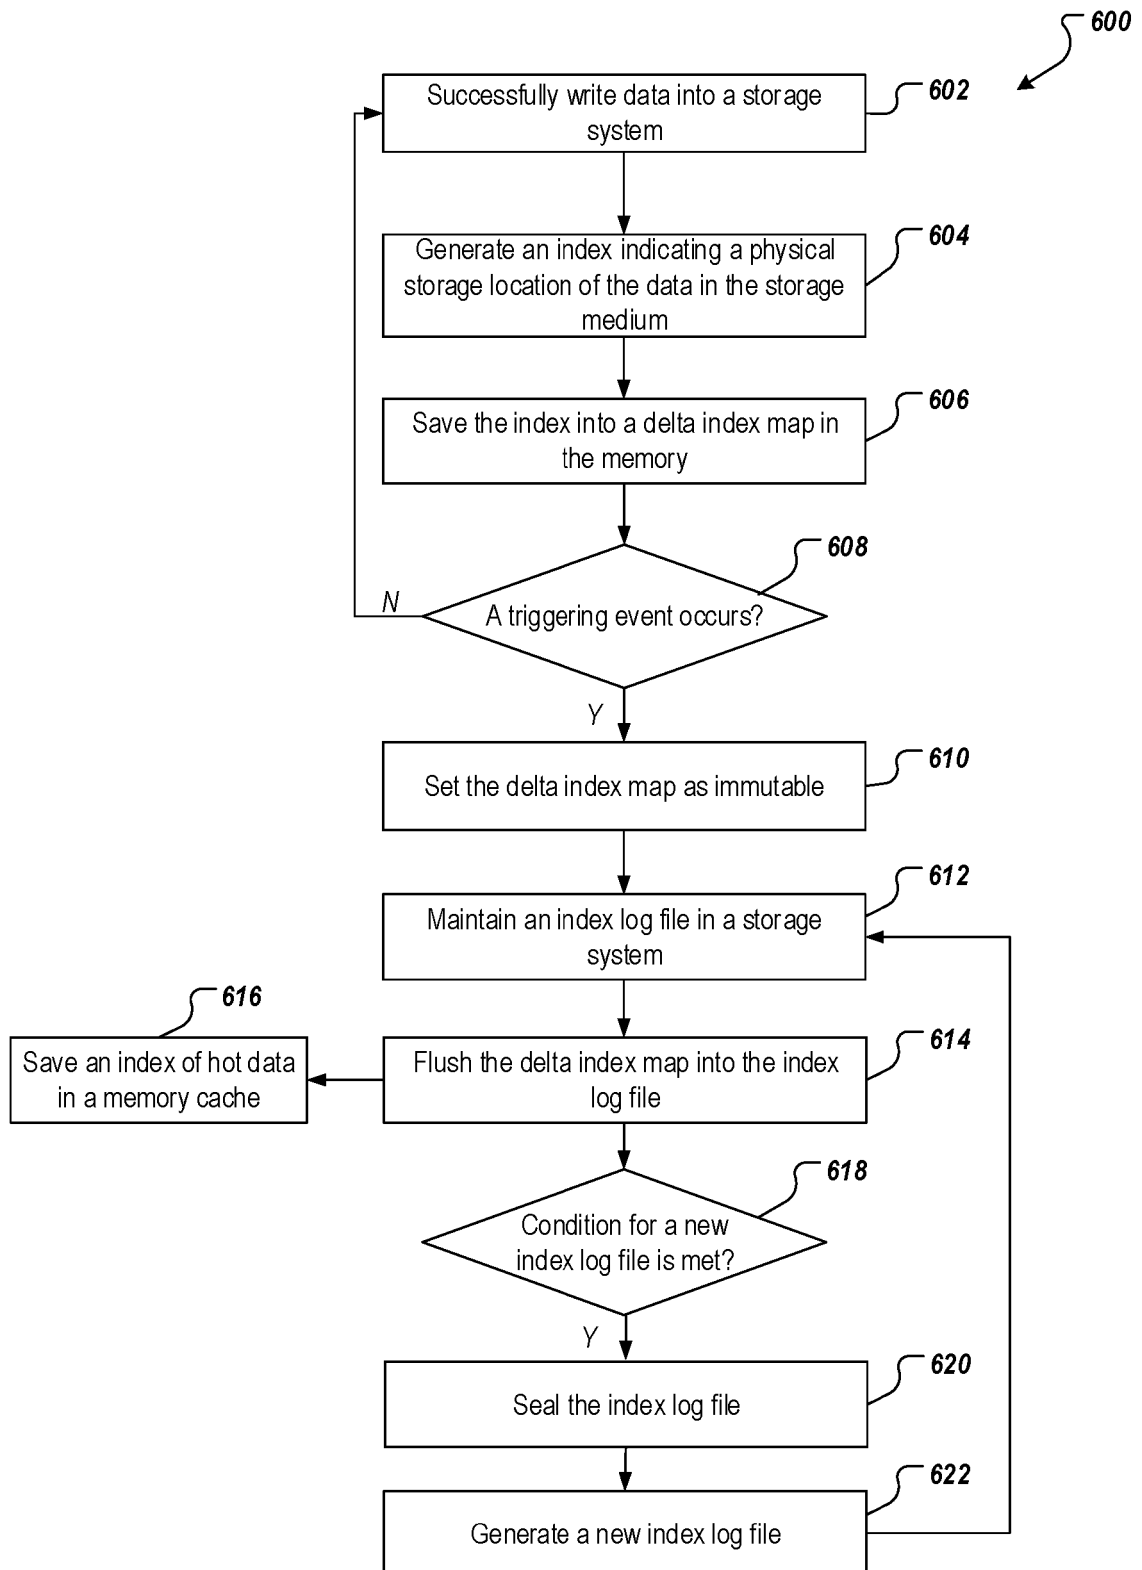 600
Successfully write data into a storage
system
602
Generate an index indicating a physical
storage location of the data in the storage
medium
604
Save the index into a delta index map in
the memory
606
A triggering event occurs?
608
N
Y
Set the delta index map as immutable
610
Maintain an index log file in a storage
system
612
Flush the delta index map into the index
log file
614
Save an index of hot data
in a memory cache
616
Condition for a new
index log file is met?
618
Y
Seal the index log file
620
Generate a new index log file
622